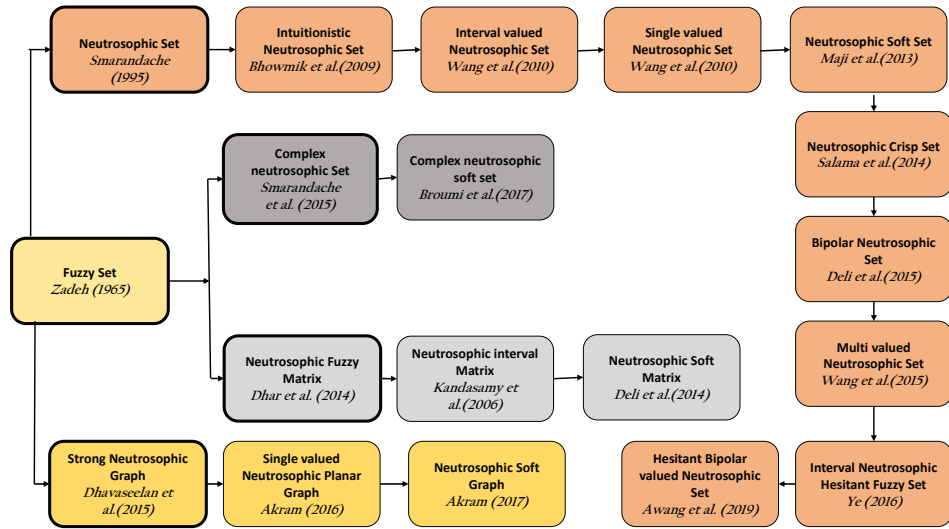 Neutrosophic Set
Smarandache
(1995)
Intuitionistic
Neutrosophic Set
Bhowmik et al.(2009)
Interval valued
Neutrosophic Set
Wang et al.(2010)
Single valued
Neutrosophic Set
Wang et al.(2010)
Neutrosophic Soft Set
Maji et al.(2013)
Complex
neutrosophic Set
Smarandache
et al. (2015)
Complex neutrosophic
soft set
Broumi et al.(2017)
Neutrosophic Crisp Set
Salama et al.(2014)
Fuzzy Set
Zadeh (1965)
Bipolar Neutrosophic
Set
Deli et al.(2015)
Neutrosophic Fuzzy
Matrix
Dhar et al. (2014)
Neutrosophic interval
Matrix
Kandasamy et
al.(2006)
Neutrosophic Soft
Matrix
Deli et al.(2014)
Multi valued
Neutrosophic Set
Wang et al.(2015)
Strong Neutrosophic
Graph
Dhavaseelan et
al.(2015)
Single valued
Neutrosophic Planar
Graph
Akram (2016)
Neutrosophic Soft
Graph
Akram (2017)
Hesitant Bipolar
valued Neutrosophic
Set
Awang et al.(2019)
Interval Neutrosophic
Hesitant Fuzzy Set
Ye (2016)